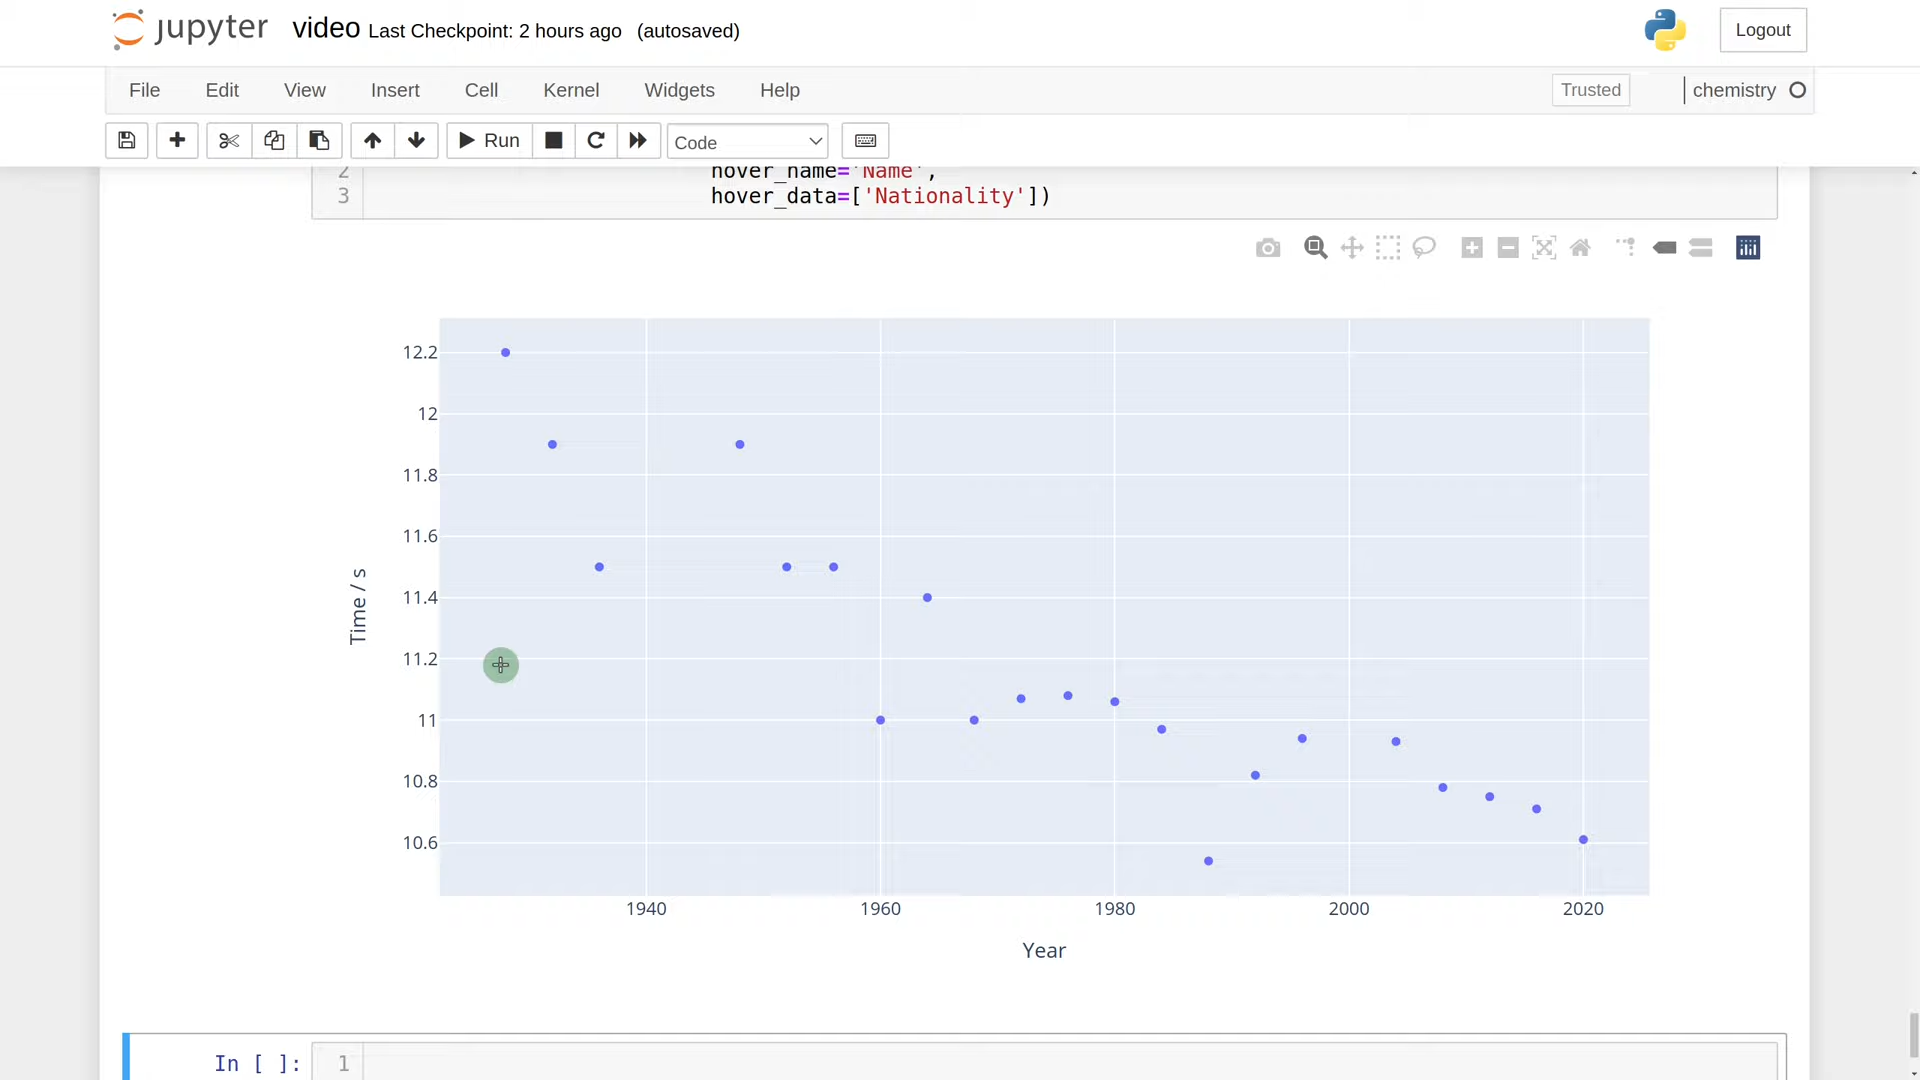 jupyter video Last Checkpoint: 2 hours ago (autosaved) Logout
File Edit View Insert Cell Kernel Widgets Help Trusted chemistry
Run Code
2 hover_name='Name',
3 hover_data=['Nationality'])
12.2
12
11.8
11.6
11.4
11.2
11
10.8
10.6
Time / s
1940 1960 1980 2000 2020
Year
In [ ]: 1